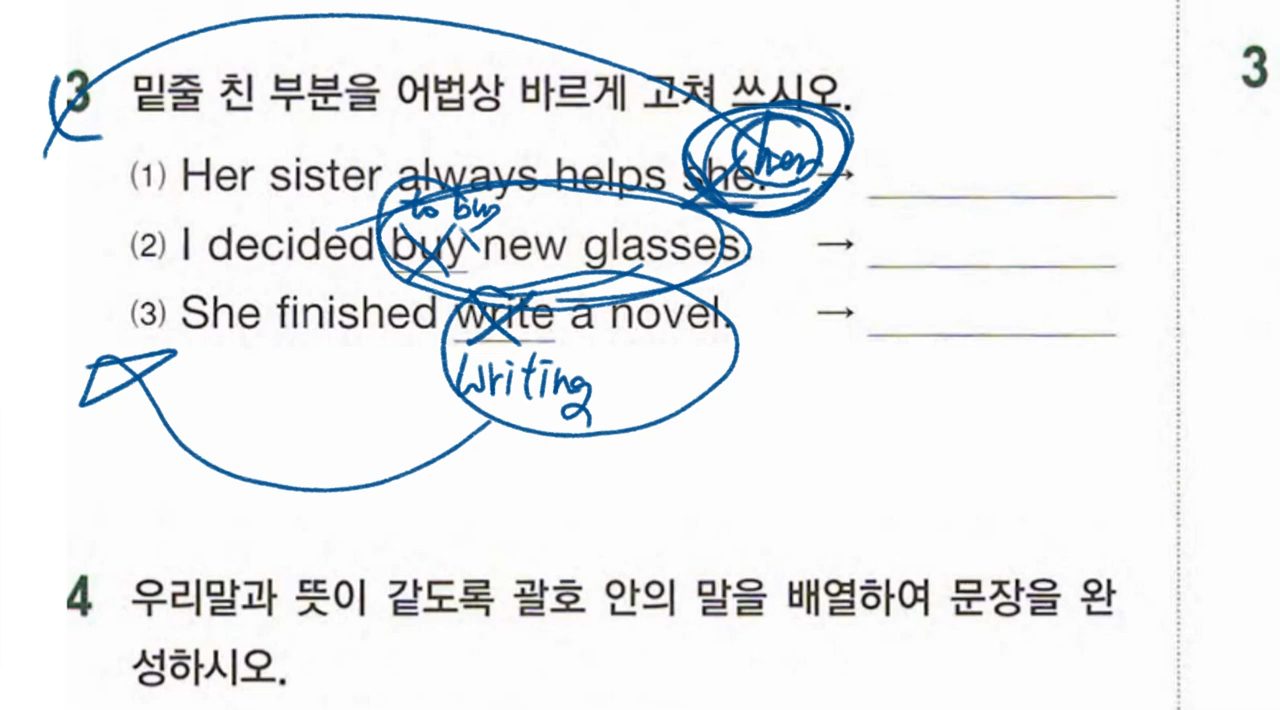 3 밑줄 친 부분을 어법상 바르게 고쳐 쓰시오.
her
(1) Her sister always helps she. →
to buy
(2) I decided buy new glasses. →
(3) She finished write a novel. →
writing
4 우리말과 뜻이 같도록 괄호 안의 말을 배열하여 문장을 완
성하시오.
3